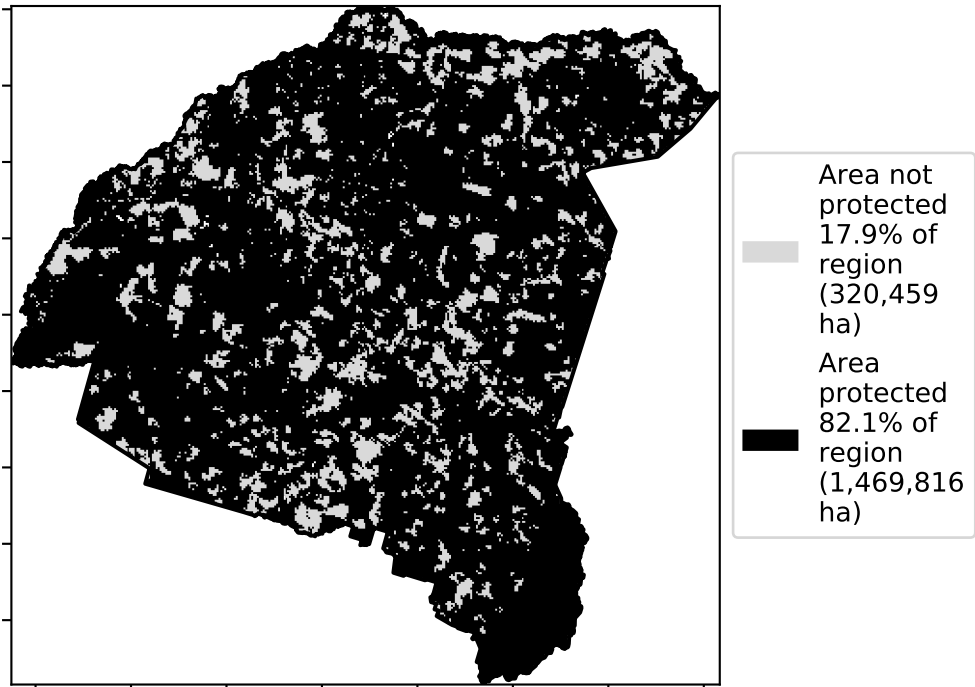 Area not
protected
17.9% of
region
(320,459
ha)
Area
protected
82.1% of
region
(1,469,816
ha)